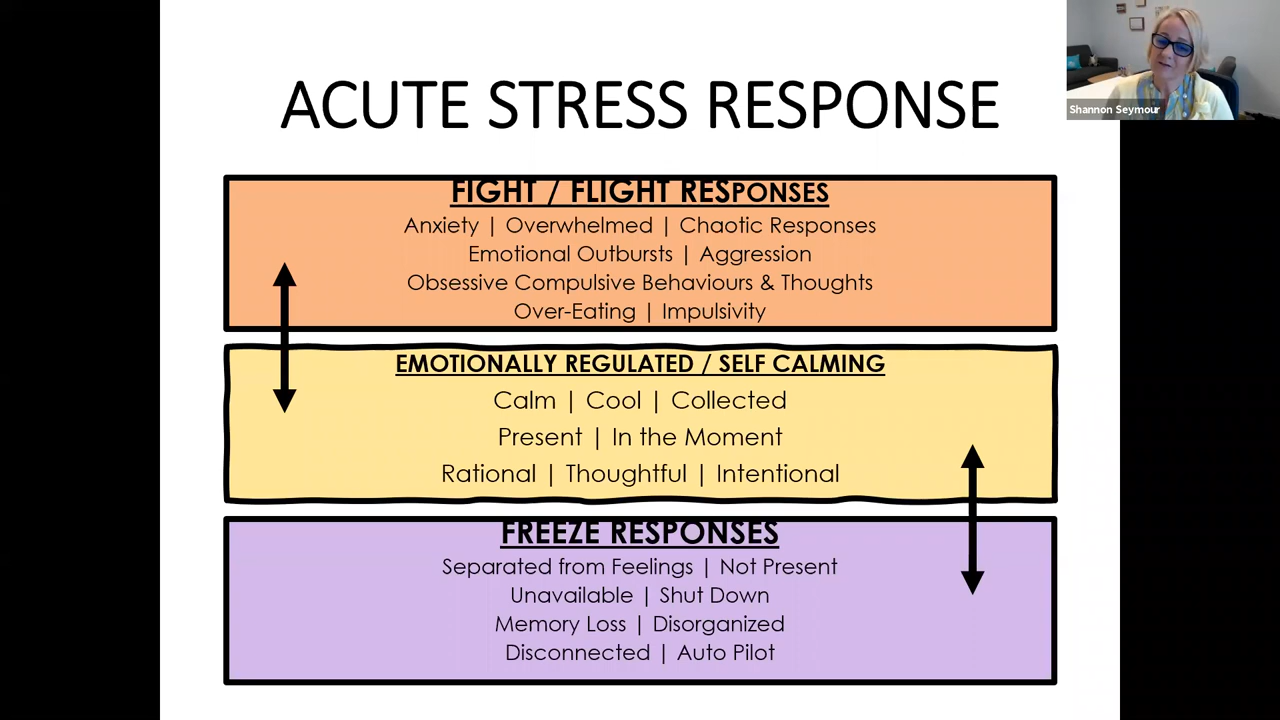 ACUTE STRESS RESPONSE
Shannon Seymour
FIGHT / FLIGHT RESPONSES
Anxiety | Overwhelmed | Chaotic Responses
Emotional Outbursts | Aggression
Obsessive Compulsive Behaviours & Thoughts
Over-Eating | Impulsivity
EMOTIONALLY REGULATED / SELF CALMING
Calm | Cool | Collected
Present | In the Moment
Rational | Thoughtful | Intentional
FREEZE RESPONSES
Separated from Feelings | Not Present
Unavailable | Shut Down
Memory Loss | Disorganized
Disconnected | Auto Pilot